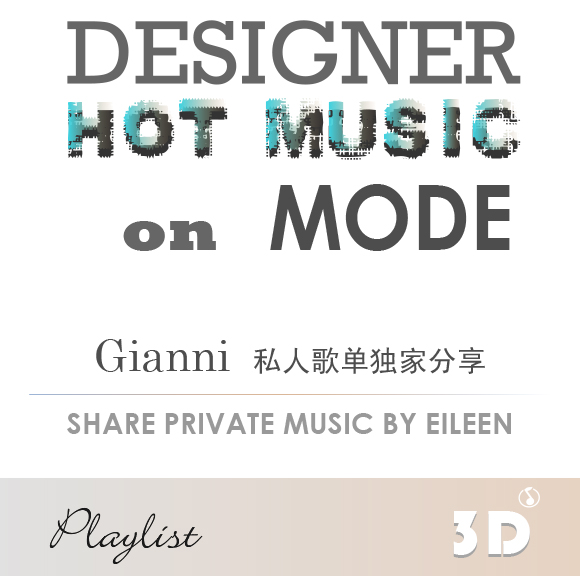 DESIGNER
HOT MUSIC
on MODE
Gianni 私人歌单独家分享
SHARE PRIVATE MUSIC BY EILEEN
Playlist 3D